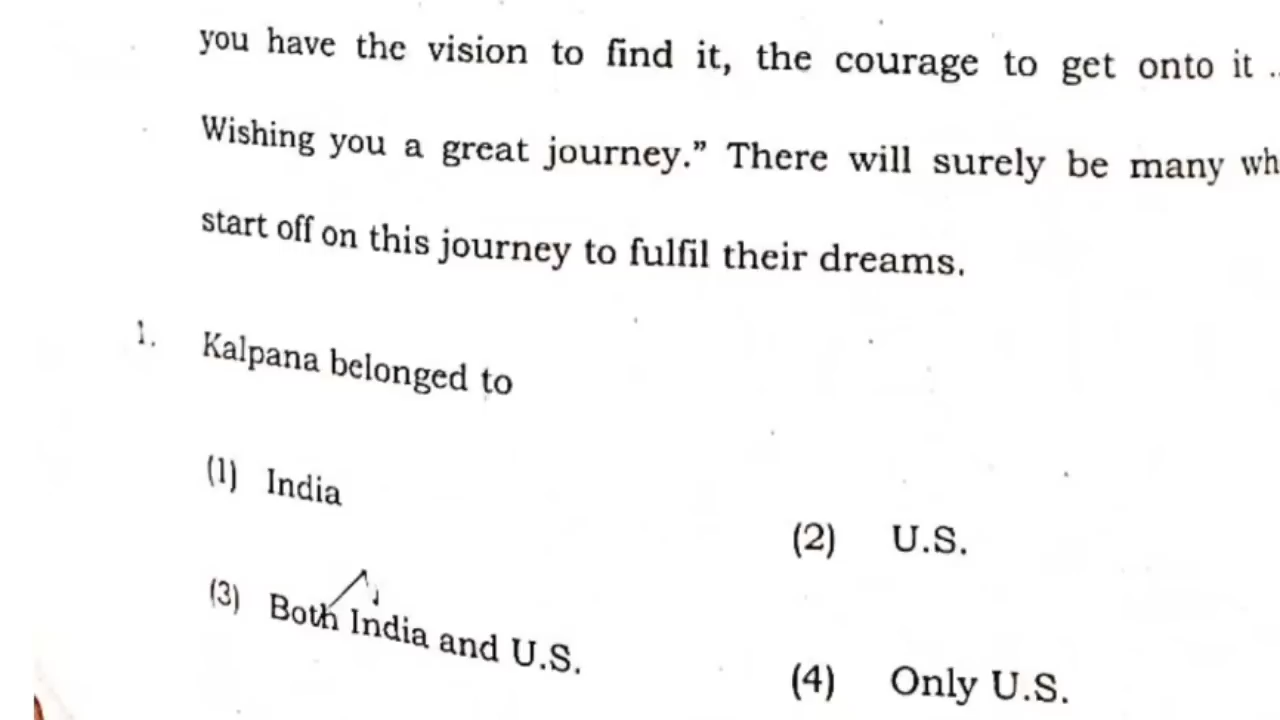 you have the vision to find it, the courage to get onto it ..
Wishing you a great journey.” There will surely be many wh
start off on this journey to fulfil their dreams.
1. Kalpana belonged to
(1) India
(2) U.S.
(3) Both India and U.S.
(4) Only U.S.